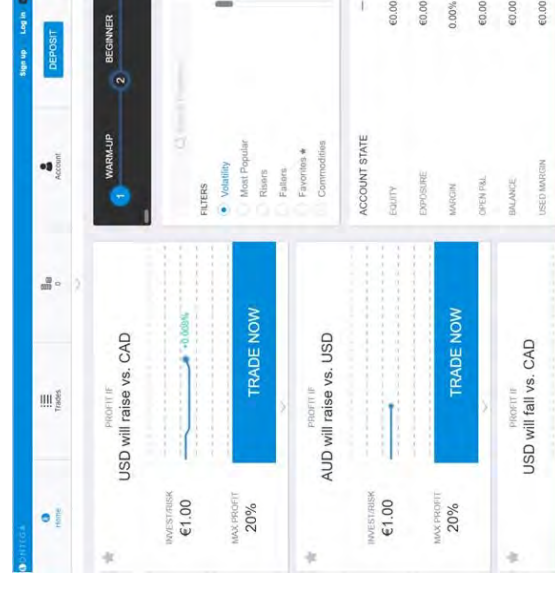 ONTEGA
Sign up
Log in
Home
Trades
0
Account
DEPOSIT
PROFIT IF
USD will raise vs. CAD
INVEST/RISK
€1.00
+0.008%
MAX PROFIT
20%
TRADE NOW
PROFIT IF
AUD will raise vs. USD
INVEST/RISK
€1.00
MAX PROFIT
20%
TRADE NOW
PROFIT IF
USD will fall vs. CAD
WARM-UP
BEGINNER
1
2
FILTERS
Volatility
Most Popular
Risers
Fallers
Favorites ★
Commodities
ACCOUNT STATE
EQUITY €0.00
EXPOSURE €0.00
MARGIN 0.00%
OPEN P/L €0.00
BALANCE €0.00
USED MARGIN €0.00